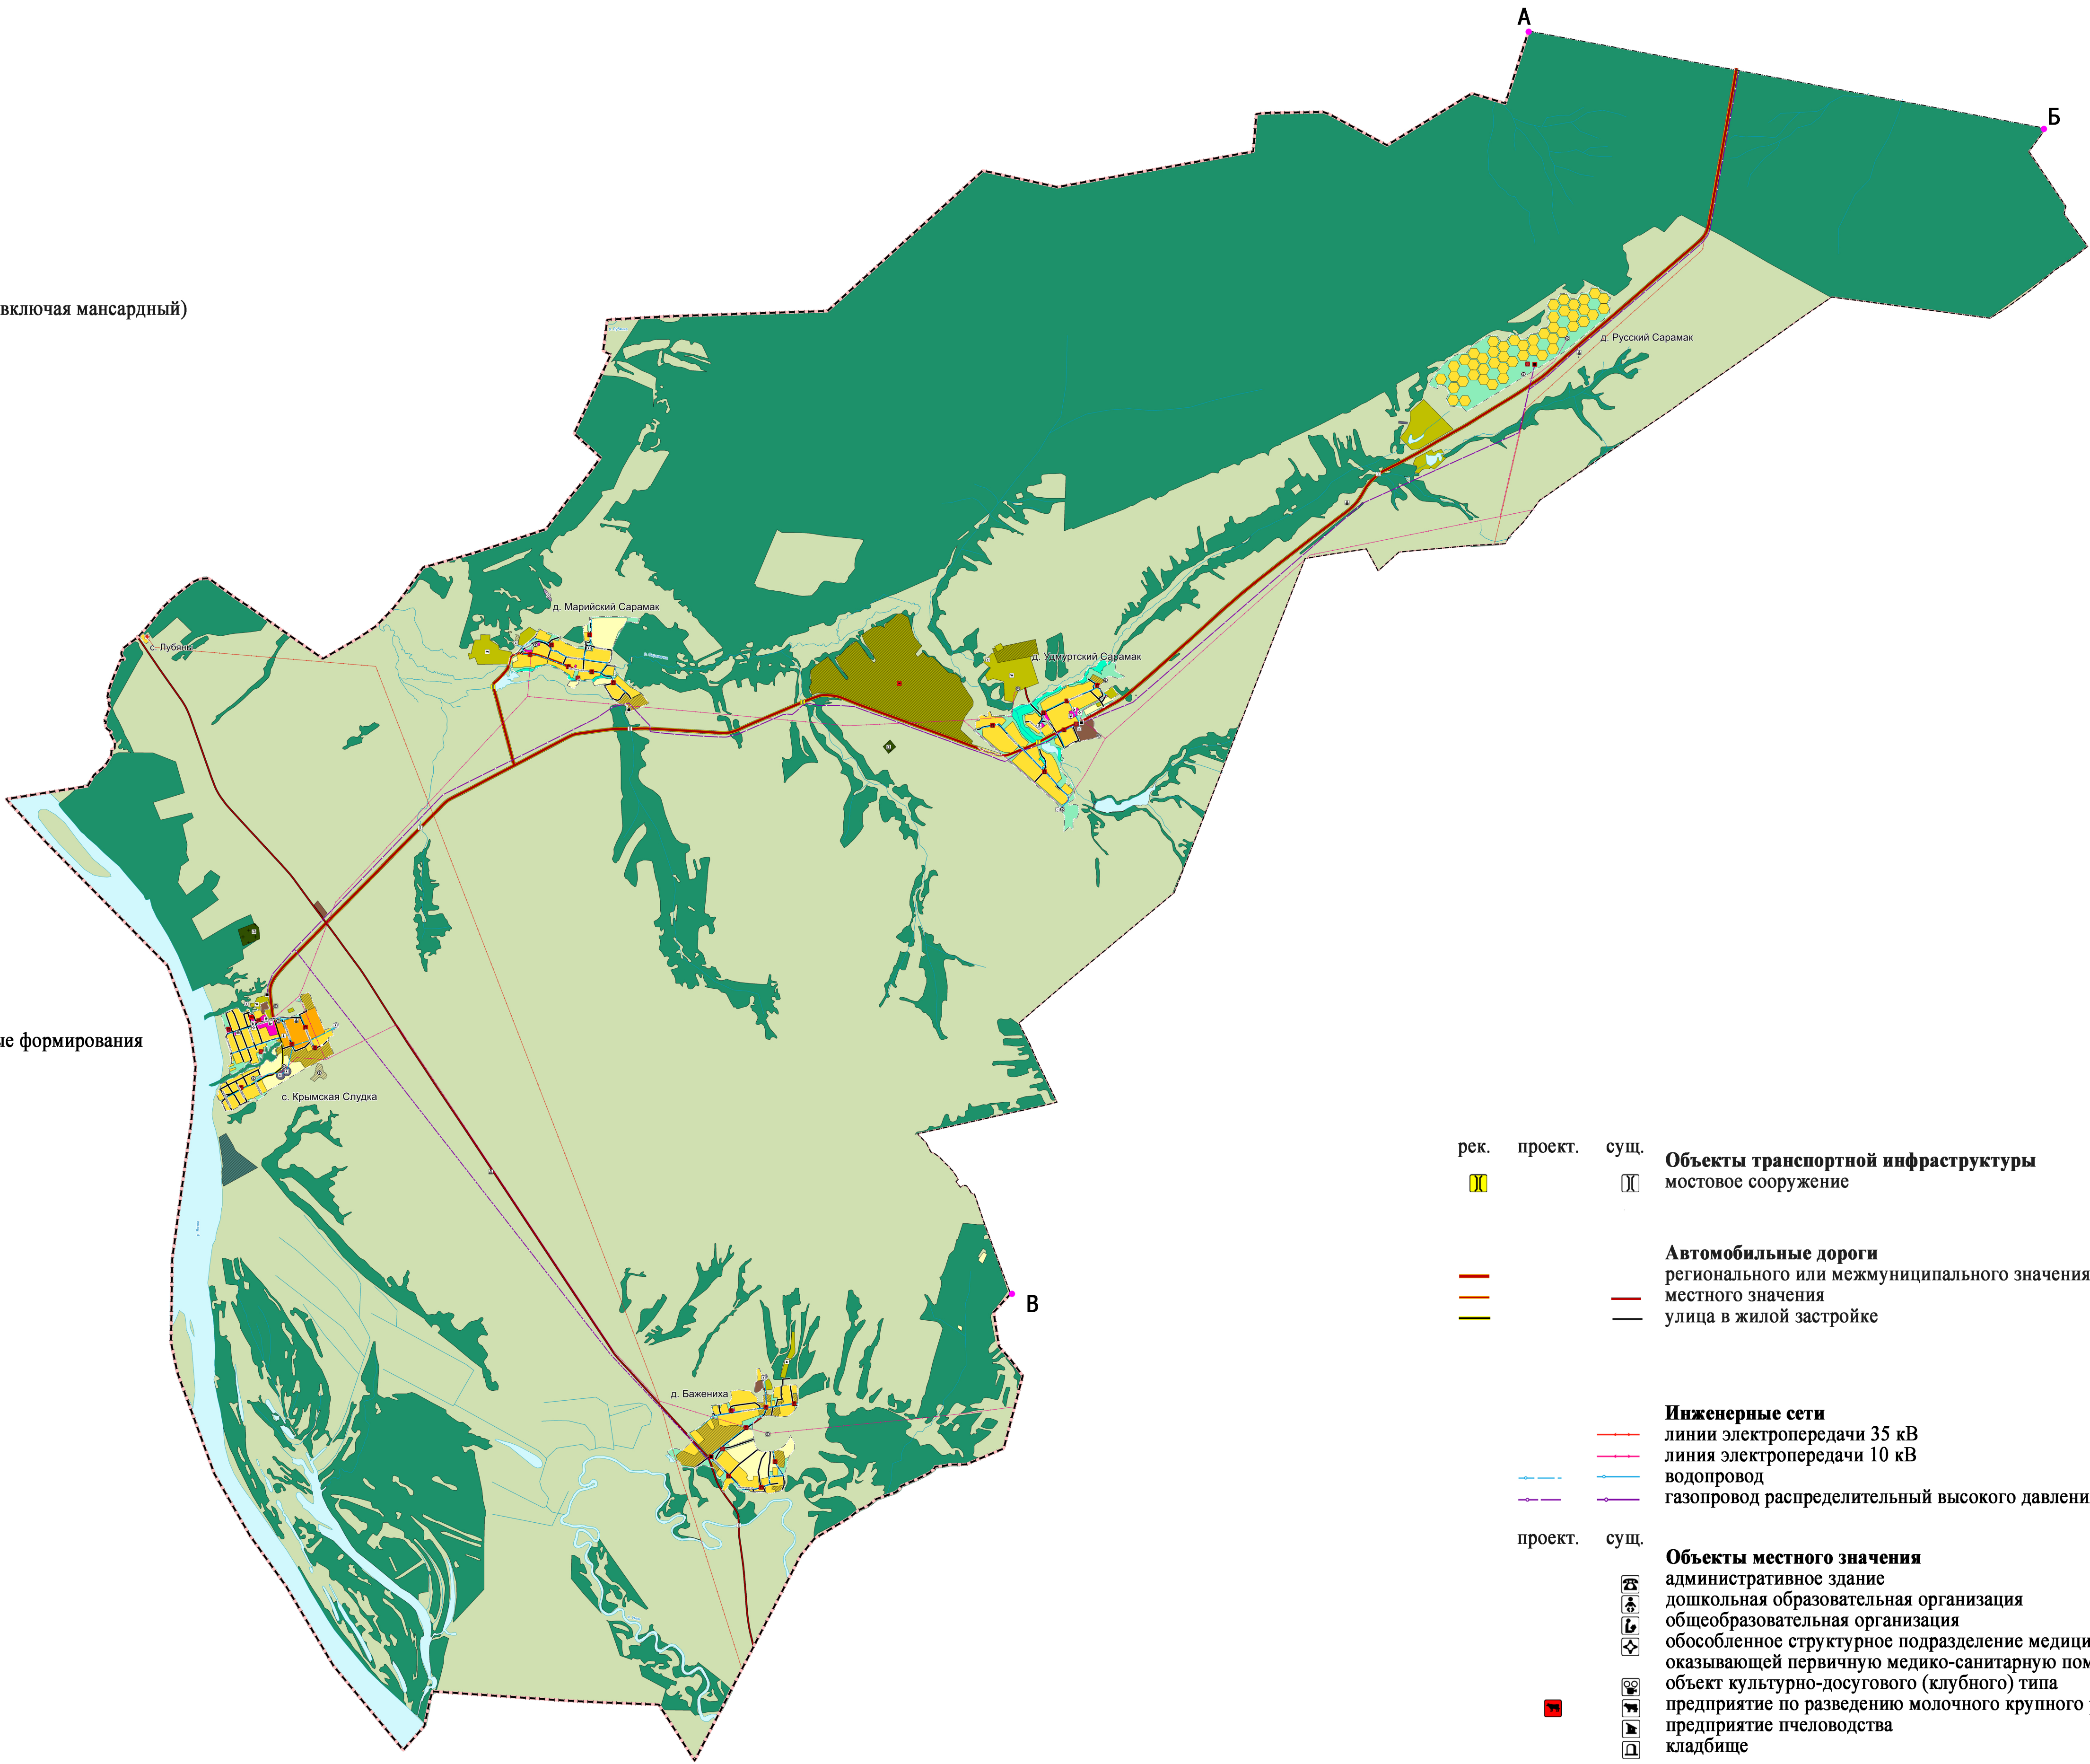 А
Б
включая мансардный)
д. Русский Сарамак
д. Марийский Сарамак
с. Лубяны
д. Удмуртский Сарамак
ые формирования
с. Крымская Слудка
В
д. Бажениха
рек. проект. сущ.
Объекты транспортной инфраструктуры
мостовое сооружение
Автомобильные дороги
регионального или межмуниципального значения
местного значения
улица в жилой застройке
Инженерные сети
линии электропередачи 35 кВ
линия электропередачи 10 кВ
водопровод
газопровод распределительный высокого давлени
проект. сущ.
Объекты местного значения
административное здание
дошкольная образовательная организация
общеобразовательная организация
обособленное структурное подразделение медици
оказывающей первичную медико-санитарную пом
объект культурно-досугового (клубного) типа
предприятие по разведению молочного крупного
предприятие пчеловодства
кладбище